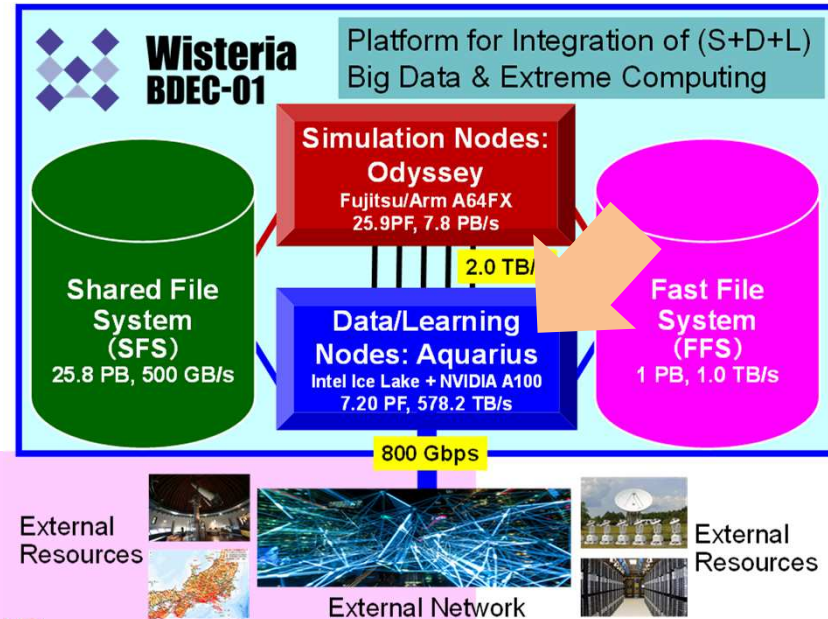 Wisteria
BDEC-01
Platform for Integration of (S+D+L)
Big Data & Extreme Computing
Simulation Nodes:
Odyssey
Fujitsu/Arm A64FX
25.9PF, 7.8 PB/s
2.0 TB/
Shared File
System
(SFS)
25.8 PB, 500 GB/s
Data/Learning
Nodes: Aquarius
Intel Ice Lake + NVIDIA A100
7.20 PF, 578.2 TB/s
Fast File
System
(FFS)
1 PB, 1.0 TB/s
800 Gbps
External
Resources
External Network
External
Resources